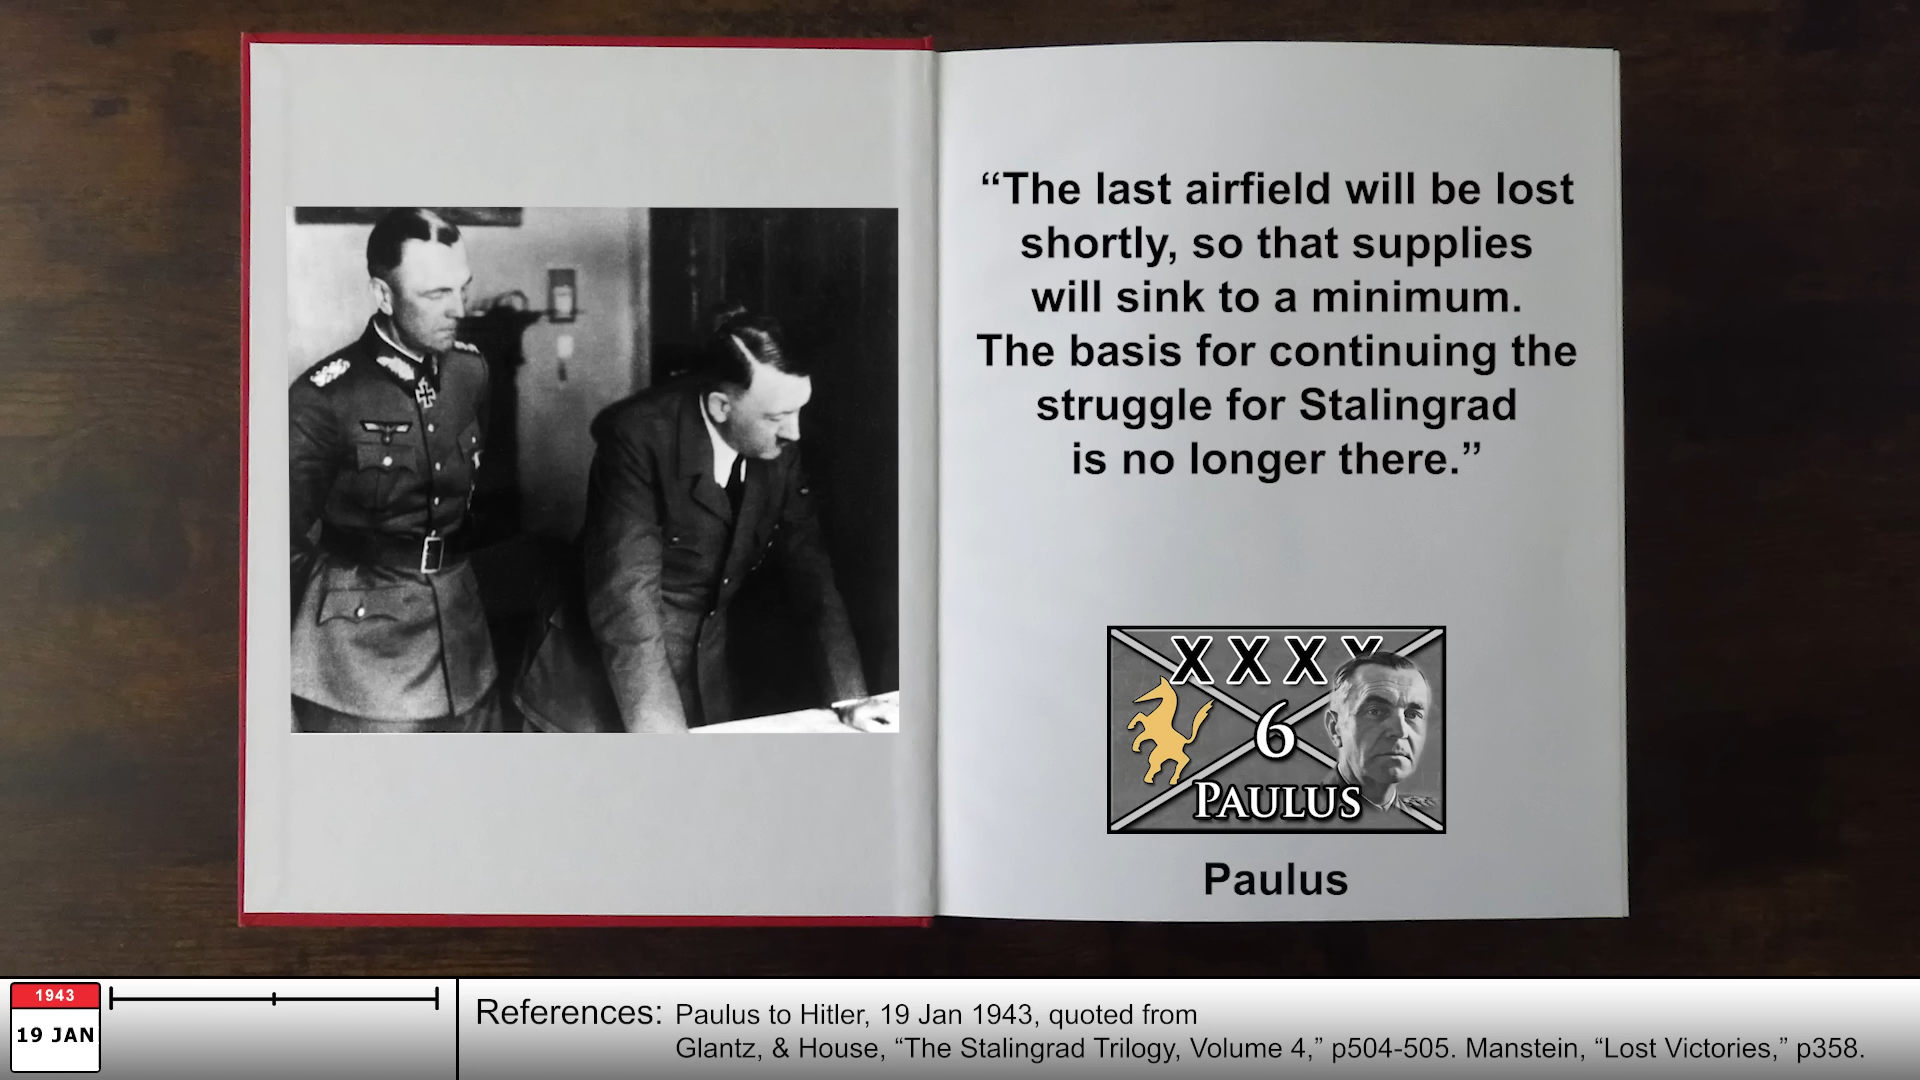 “The last airfield will be lost
shortly, so that supplies
will sink to a minimum.
The basis for continuing the
struggle for Stalingrad
is no longer there.”
XXXX
6
PAULUS
Paulus
1943
19 JAN
References: Paulus to Hitler, 19 Jan 1943, quoted from
Glantz, & House, “The Stalingrad Trilogy, Volume 4,” p504-505. Manstein, “Lost Victories,” p358.